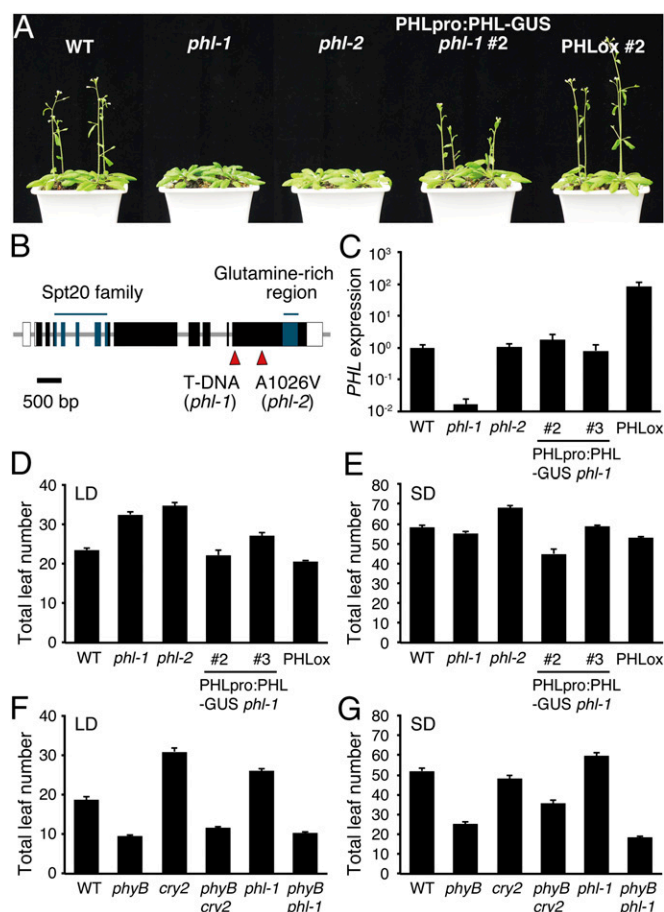 A
WT
phl-1
phl-2
PHLpro:PHL-GUS
phl-1 #2
PHLox #2
B
Spt20 family
Glutamine-rich
region
T-DNA
(phl-1)
A1026V
(phl-2)
500 bp
C
PHL expression
10³
10²
10¹
10⁰
10⁻¹
10⁻²
WT
phl-1
phl-2
#2
#3
PHLox
PHLpro:PHL
-GUS phl-1
D
LD
Total leaf number
40
30
20
10
0
WT
phl-1
phl-2
#2
#3
PHLox
PHLpro:PHL
-GUS phl-1
E
SD
Total leaf number
80
70
60
50
40
30
20
10
0
WT
phl-1
phl-2
#2
#3
PHLox
PHLpro:PHL
-GUS phl-1
F
LD
Total leaf number
40
30
20
10
0
WT
phyB
cry2
phyB
cry2
phl-1
phyB
phl-1
G
SD
Total leaf number
80
70
60
50
40
30
20
10
0
WT
phyB
cry2
phyB
cry2
phl-1
phyB
phl-1